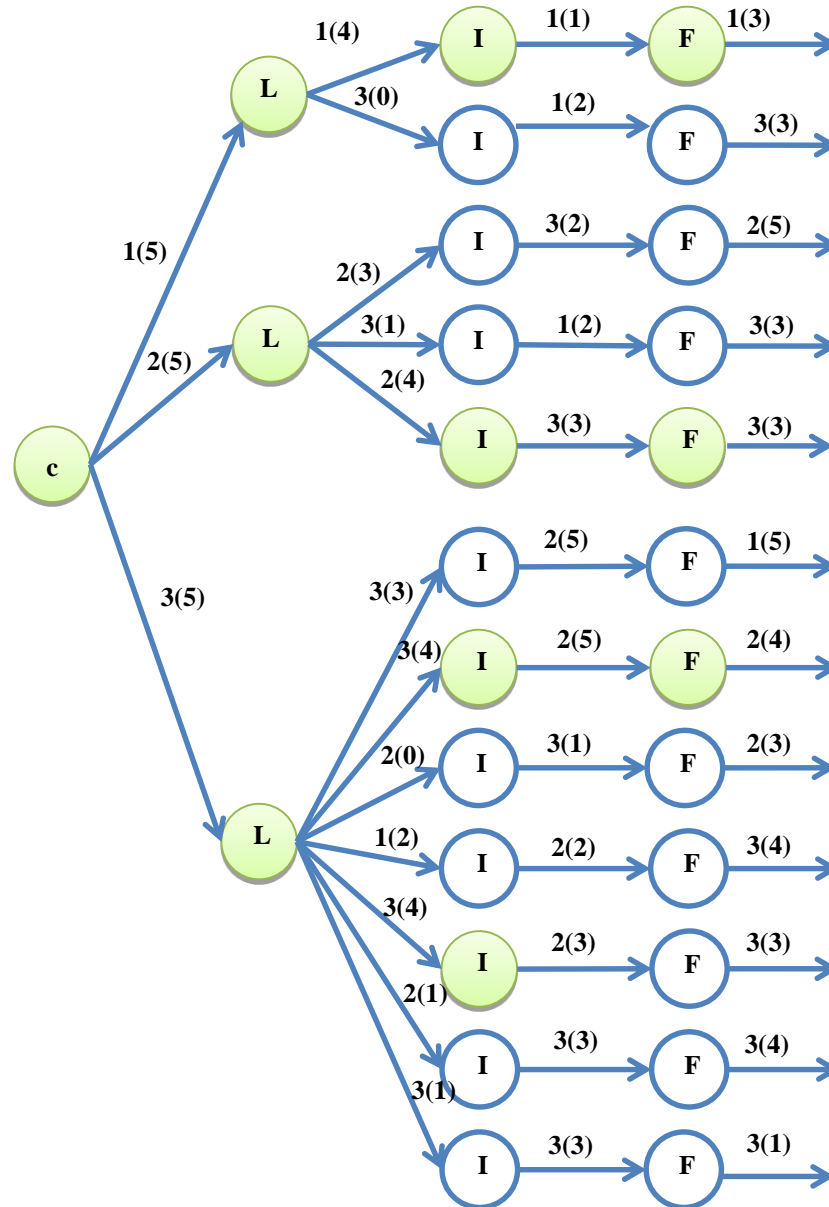 1(4)
1(1)
1(3)
I
F
L
3(0)
1(2)
3(3)
I
F
1(5)
3(2)
2(5)
I
F
2(3)
3(1)
1(2)
3(3)
L
I
F
2(5)
2(4)
3(3)
3(3)
I
F
c
2(5)
1(5)
I
F
3(3)
3(5)
2(5)
2(4)
3(4)
I
F
3(1)
2(3)
2(0)
I
F
L
1(2)
2(2)
3(4)
I
F
3(4)
2(3)
3(3)
I
F
2(1)
3(3)
3(4)
I
F
3(1)
3(3)
3(1)
I
F